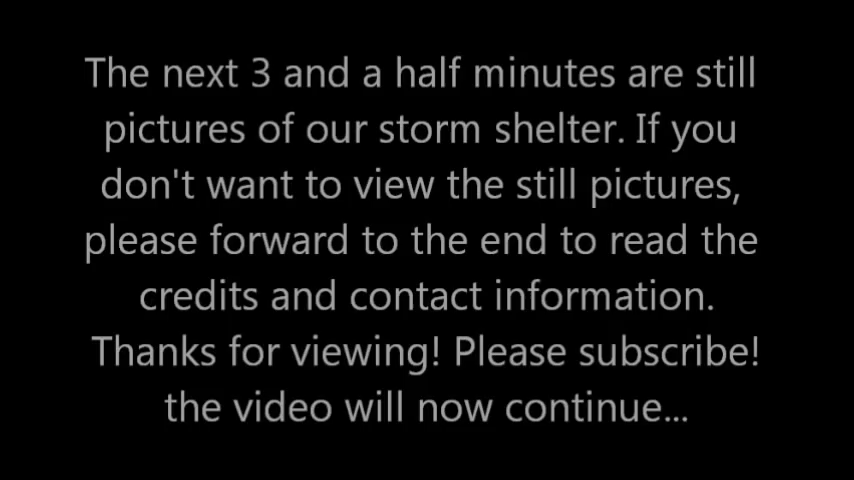 The next 3 and a half minutes are still
pictures of our storm shelter. If you
don't want to view the still pictures,
please forward to the end to read the
credits and contact information.
Thanks for viewing! Please subscribe!
the video will now continue...